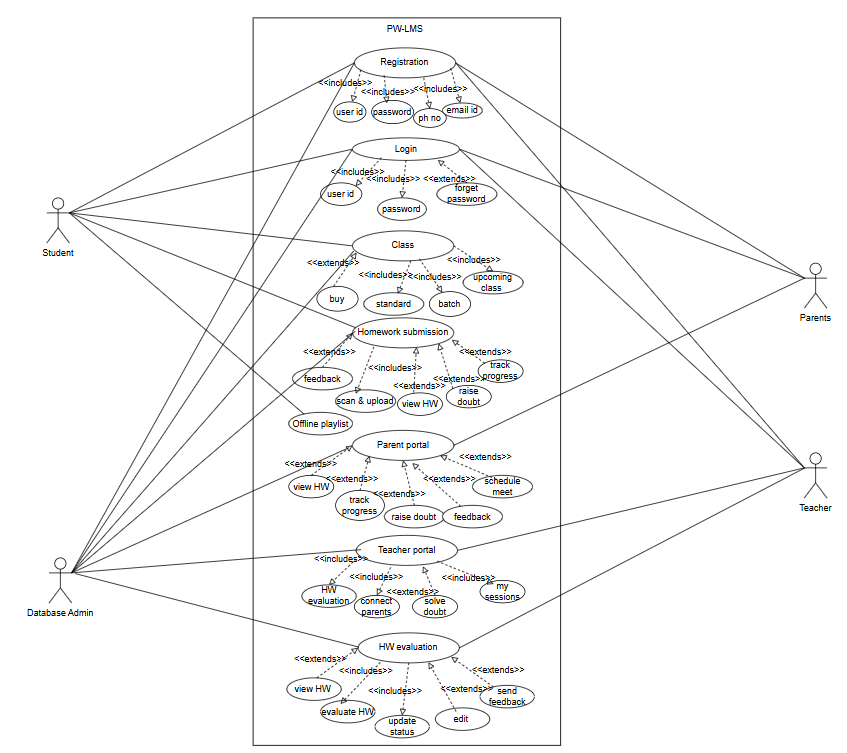 PW-LMS
Registration
<<includes>>
<<includes>>
<<includes>>
user id
password
ph no
email id
Login
<<includes>>
<<includes>>
<<extends>>
user id
password
forget
password
Student
Class
<<extends>>
<<includes>>
<<includes>>
<<includes>>
buy
standard
batch
upcoming
class
Parents
Homework submission
<<extends>>
<<includes>>
<<extends>>
<<extends>>
<<extends>>
feedback
scan & upload
view HW
raise
doubt
track
progress
Offline playlist
Parent portal
<<extends>>
<<extends>>
<<extends>>
<<extends>>
<<extends>>
view HW
track
progress
raise doubt
feedback
schedule
meet
Teacher
Teacher portal
<<includes>>
<<includes>>
<<extends>>
<<includes>>
HW
evaluation
connect
parents
solve
doubt
my
sessions
Database Admin
HW evaluation
<<extends>>
<<includes>>
<<includes>>
<<extends>>
<<extends>>
view HW
evaluate HW
update
status
edit
send
feedback